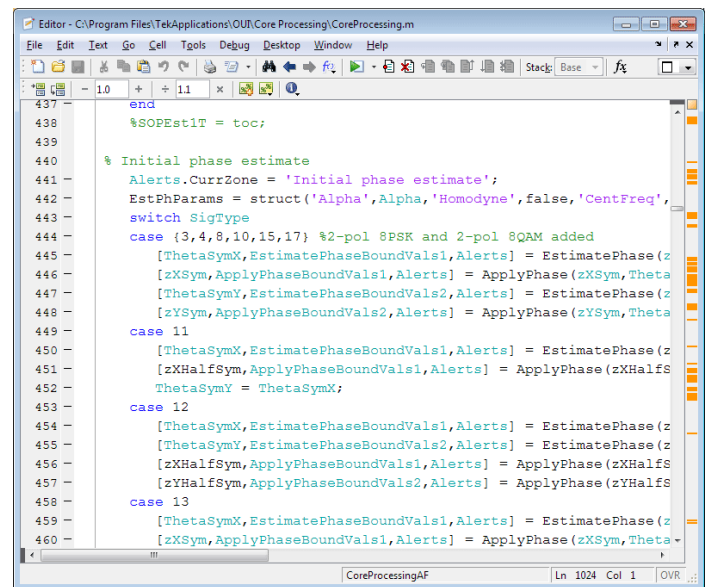 Editor - C:\Program Files\TekApplications\OUI\Core Processing\CoreProcessing.m
File Edit Text Go Cell Tools Debug Desktop Window Help
Stack: Base fx
- 1.0 + ÷ 1.1 ×
437 - end
438 %SOPEst1T = toc;
439
440 % Initial phase estimate
441 - Alerts.CurrZone = 'Initial phase estimate';
442 - EstPhParams = struct('Alpha',Alpha,'Homodyne',false,'CentFreq',
443 - switch SigType
444 - case {3,4,8,10,15,17} %2-pol 8PSK and 2-pol 8QAM added
445 - [ThetaSymX,EstimatePhaseBoundVals1,Alerts] = EstimatePhase(z
446 - [zXSym,ApplyPhaseBoundVals1,Alerts] = ApplyPhase(zXSym,Theta
447 - [ThetaSymY,EstimatePhaseBoundVals2,Alerts] = EstimatePhase(z
448 - [zYSym,ApplyPhaseBoundVals2,Alerts] = ApplyPhase(zYSym,Theta
449 - case 11
450 - [ThetaSymX,EstimatePhaseBoundVals1,Alerts] = EstimatePhase(z
451 - [zXHalfSym,ApplyPhaseBoundVals1,Alerts] = ApplyPhase(zXHalfS
452 - ThetaSymY = ThetaSymX;
453 - case 12
454 - [ThetaSymX,EstimatePhaseBoundVals1,Alerts] = EstimatePhase(z
455 - [ThetaSymY,EstimatePhaseBoundVals2,Alerts] = EstimatePhase(z
456 - [zXHalfSym,ApplyPhaseBoundVals1,Alerts] = ApplyPhase(zXHalfS
457 - [zYHalfSym,ApplyPhaseBoundVals2,Alerts] = ApplyPhase(zYHalfS
458 - case 13
459 - [ThetaSymX,EstimatePhaseBoundVals1,Alerts] = EstimatePhase(z
460 - [zXSym,ApplyPhaseBoundVals1,Alerts] = ApplyPhase(zXSym,Theta
CoreProcessingAF Ln 1024 Col 1 OVR